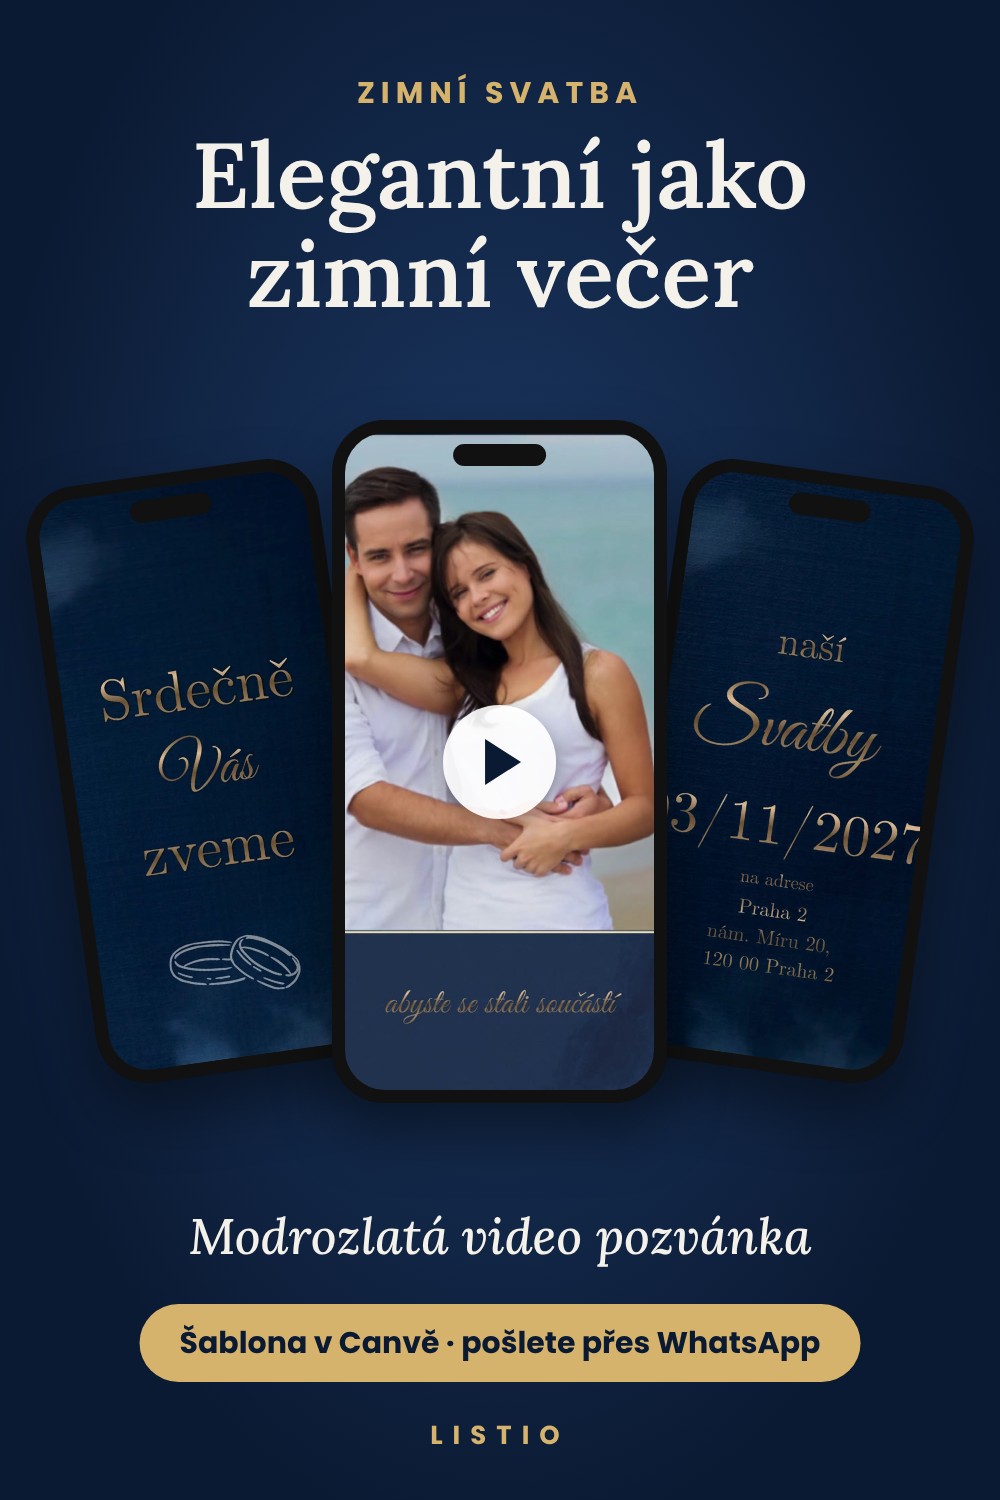 ZIMNÍ SVATBA
Elegantní jako
zimní večer
Srdečně
Vás
zveme
abyste se stali součástí
naší
Svatby
03/11/2027
na adrese
Praha 2
nám. Míru 20,
120 00 Praha 2
Modrozlatá video pozvánka
Šablona v Canvě · pošlete přes WhatsApp
LISTIO